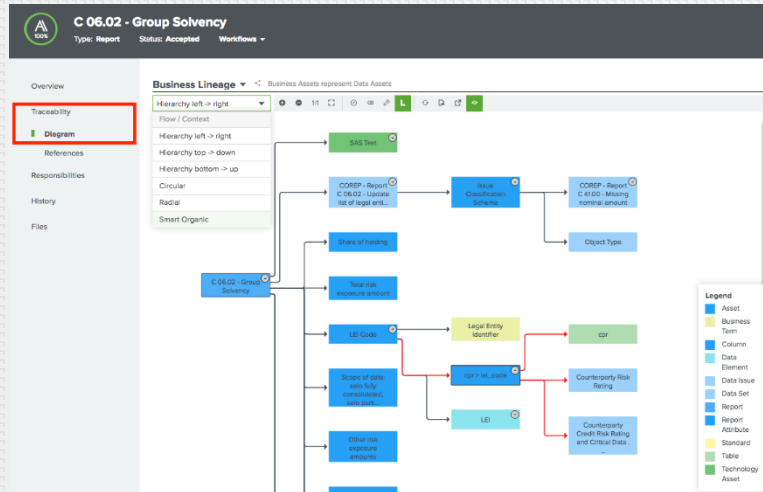 C 06.02 - Group Solvency
100%
Type: Report Status: Accepted Workflows
Overview
Traceability
Diagram
References
Responsibilities
History
Files
Business Lineage Business Assets represent Data Assets
Hierarchy left -> right
1:1
L
Flow / Context
Hierarchy left -> right
Hierarchy top -> down
Hierarchy bottom -> up
Circular
Radial
Smart Organic
SAS Test
COREP - Report
C 06.02 - Update
list of legal enti...
Issue
Classification
Scheme
COREP - Report
C 41.00 - Missing
nominal amount
Share of holding
Object Type
C 06.02 - Group
Solvency
Total risk
exposure amount
LEI Code
Legal Entity
Identifier
cpr
Scope of data:
solo fully
consolidated,
solo parti...
cpr > lei_code
Counterparty Risk
Rating
LEI
Counterparty
Credit Risk Rating
and Critical Data .
..
Other risk
exposure
amounts
Legend
Asset
Business
Term
Column
Data
Element
Data Issue
Data Set
Report
Report
Attribute
Standard
Table
Technology
Asset